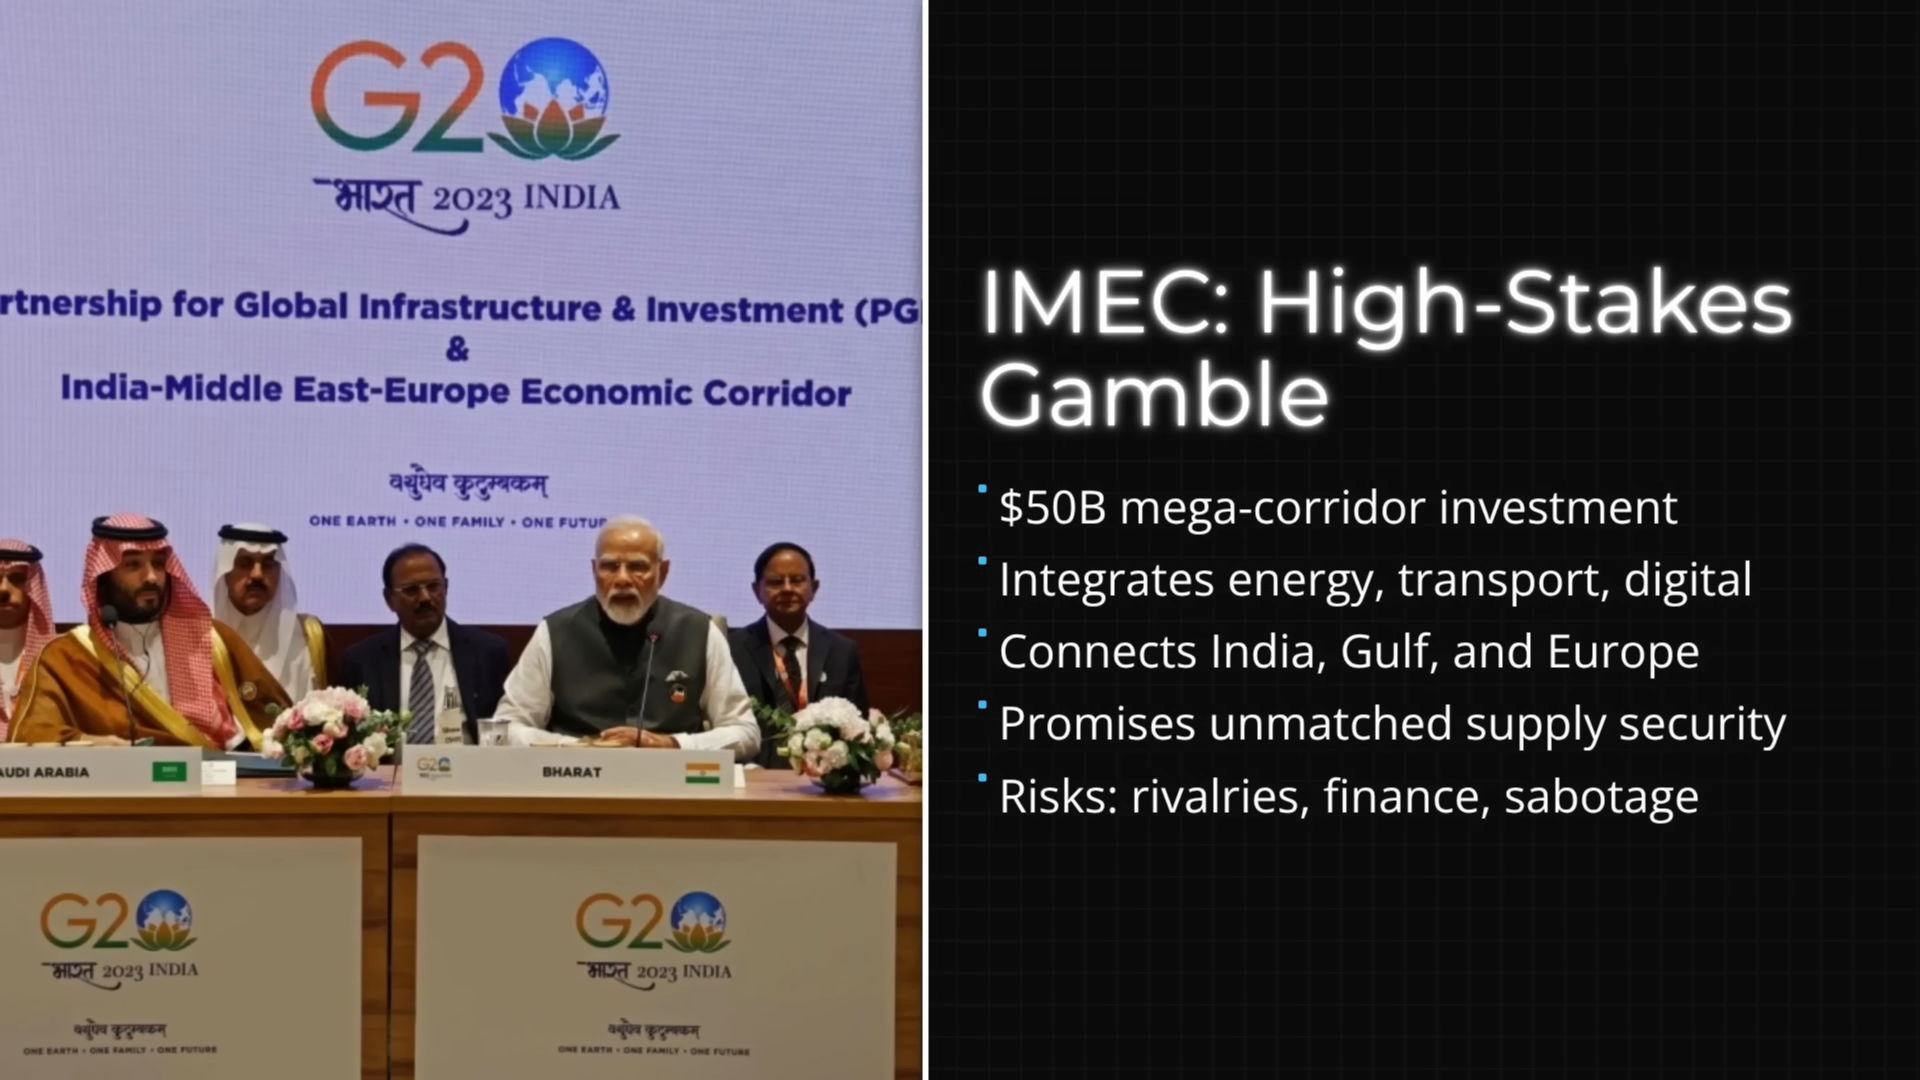 G20
भारत 2023 INDIA
rtnership for Global Infrastructure & Investment (PG
&
India-Middle East-Europe Economic Corridor
वसुधैव कुटुम्बकम्
ONE EARTH • ONE FAMILY • ONE FUTU
AUDI ARABIA
G20
BHARAT
G20
भारत 2023 INDIA
वसुधैव कुटुम्बकम्
ONE EARTH • ONE FAMILY • ONE FUTURE
G20
भारत 2023 INDIA
वसुधैव कुटुम्बकम्
ONE EARTH • ONE FAMILY • ONE FUTURE
IMEC: High-Stakes
Gamble
$50B mega-corridor investment
Integrates energy, transport, digital
Connects India, Gulf, and Europe
Promises unmatched supply security
Risks: rivalries, finance, sabotage